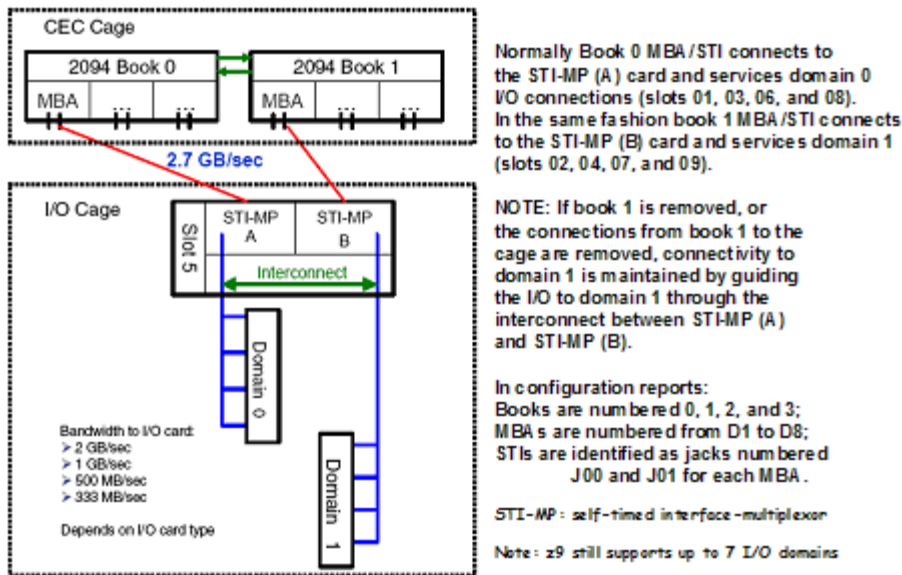 CEC Cage
2094 Book 0
2094 Book 1
MBA
...
...
MBA
...
...
2.7 GB/sec
I/O Cage
Slot 5
STI-MP
A
STI-MP
B
Interconnect
Domain 0
Domain 1
Bandwidth to I/O card:
➢ 2 GB/sec
➢ 1 GB/sec
➢ 500 MB/sec
➢ 333 MB/sec
Depends on I/O card type
Normally Book 0 MBA/STI connects to
the STI-MP (A) card and services domain 0
I/O connections (slots 01, 03, 06, and 08).
In the same fashion book 1 MBA/STI connects
to the STI-MP (B) card and services domain 1
(slots 02, 04, 07, and 09).
NOTE: If book 1 is removed, or
the connections from book 1 to the
cage are removed, connectivity to
domain 1 is maintained by guiding
the I/O to domain 1 through the
interconnect between STI-MP (A)
and STI-MP (B).
In configuration reports:
Books are numbered 0, 1, 2, and 3;
MBAs are numbered from D1 to D8;
STIs are identified as jacks numbered
J00 and J01 for each MBA.
STI-MP: self-timed interface-multiplexor
Note: z9 still supports up to 7 I/O domains